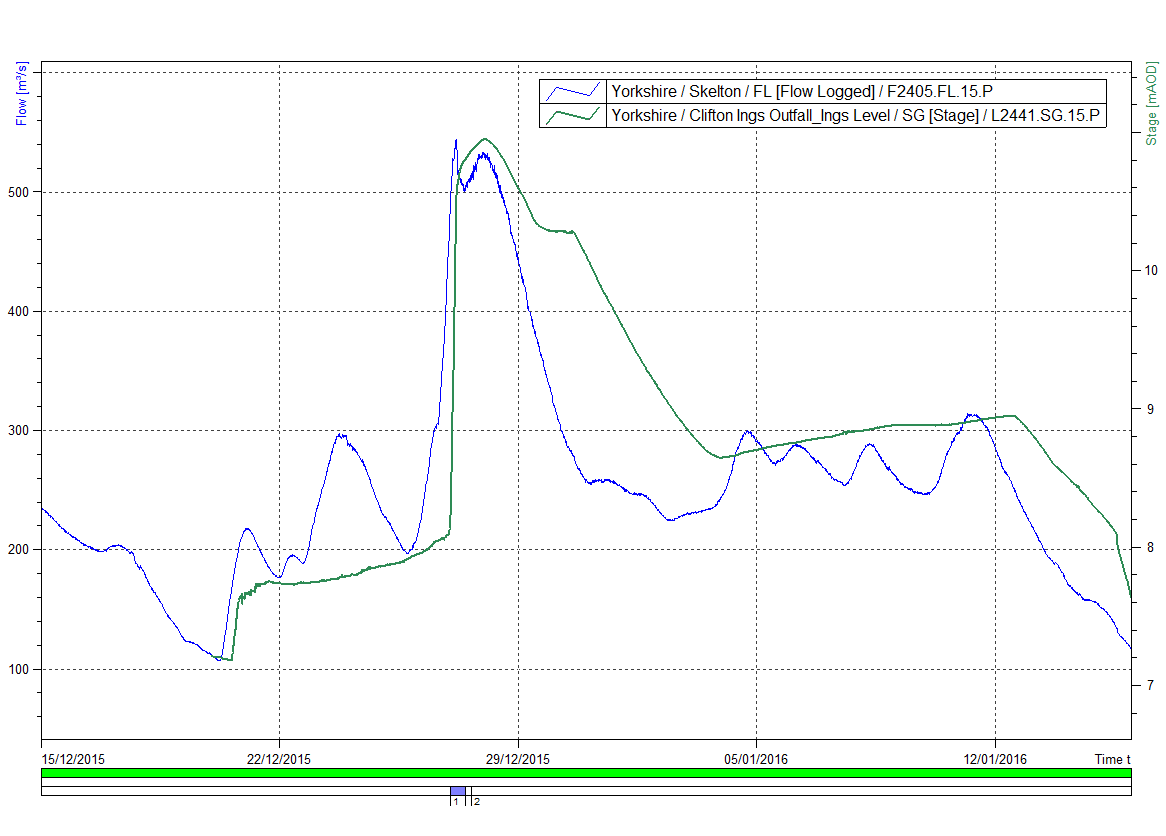 Flow [m³/s]
Stage [mAOD]
Yorkshire / Skelton / FL [Flow Logged] / F2405.FL.15.P
Yorkshire / Clifton Ings Outfall_Ings Level / SG [Stage] / L2441.SG.15.P
500
400
300
200
100
10
9
8
7
15/12/2015 22/12/2015 29/12/2015 05/01/2016 12/01/2016 Time t
1 2